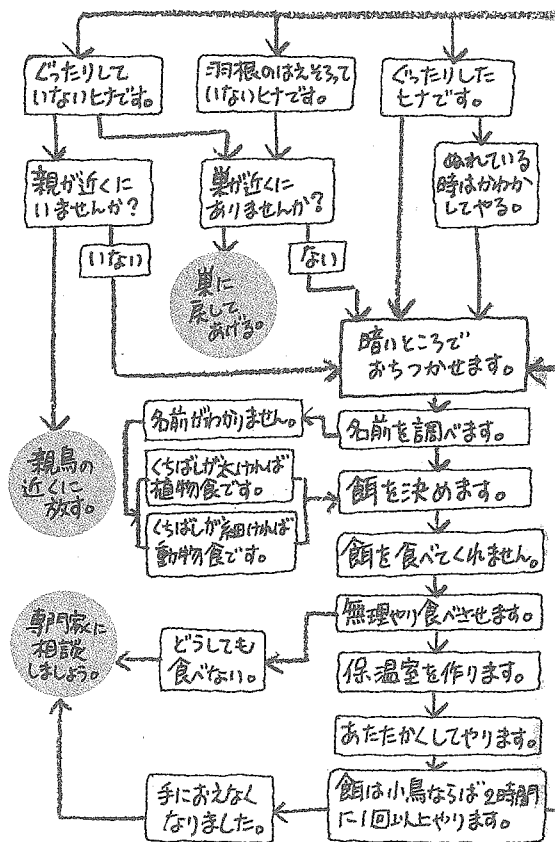 ぐったりして
いないヒナです。
羽根のはえそろって
いないヒナです。
ぐったりした
ヒナです。
親が近くに
いませんか？
巣が近くに
ありませんか？
ぬれている
時はかわか
してやる。
いない
ない
巣に
戻して
あげる。
暗いところで
おちつかせます。
名前がわかりません。
名前を調べます。
親鳥の
近くに
放す。
くちばしが太ければ
植物食です。
くちばしが細ければ
動物食です。
餌を決めます。
餌を食べてくれません。
無理やり食べさせます。
専門家に
相談
しましょう。
どうしても
食べない。
保温室を作ります。
あたたかくしてやります。
手におえなく
なりました。
餌は小鳥ならば2時間
に1回以上やります。